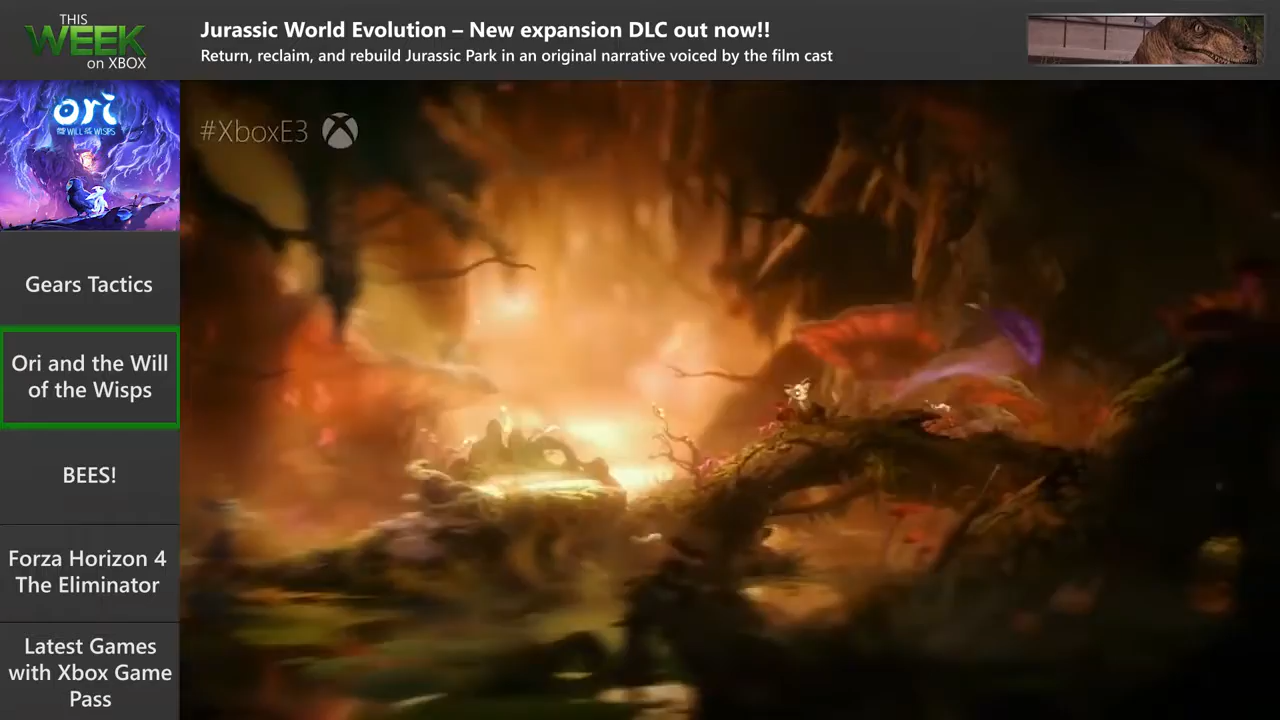 THIS
WEEK
on XBOX
Jurassic World Evolution – New expansion DLC out now!!
Return, reclaim, and rebuild Jurassic Park in an original narrative voiced by the film cast
ori
AND THE WILL OF THE WISPS
#XboxE3
Gears Tactics
Ori and the Will
of the Wisps
BEES!
Forza Horizon 4
The Eliminator
Latest Games
with Xbox Game
Pass